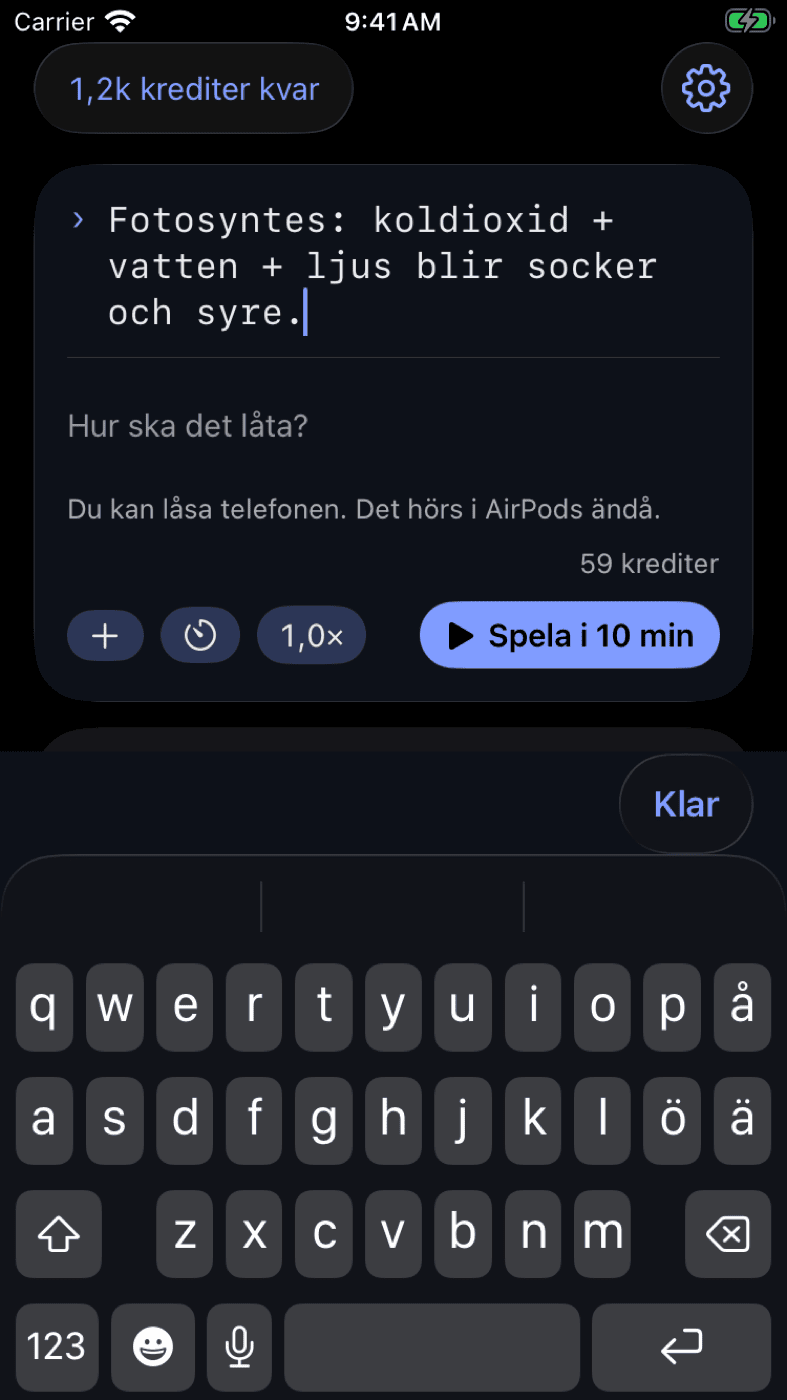 Carrier 9:41 AM
1,2k krediter kvar
› Fotosyntes: koldioxid +
vatten + ljus blir socker
och syre.
Hur ska det låta?
Du kan låsa telefonen. Det hörs i AirPods ändå.
59 krediter
1,0× Spela i 10 min
Klar
q w e r t y u i o p å
a s d f g h j k l ö ä
z x c v b n m
123